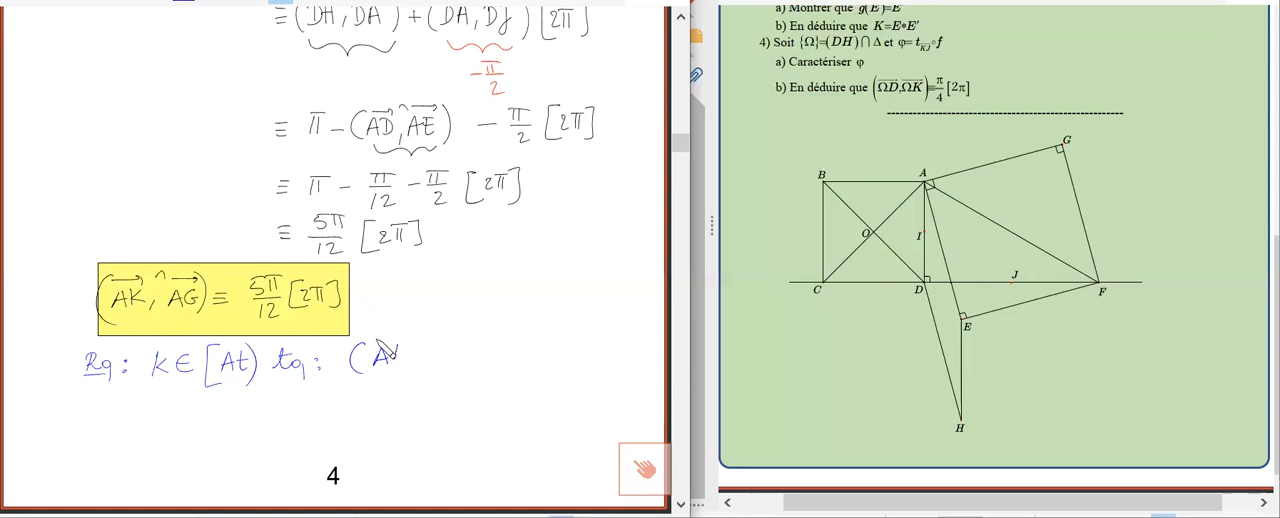 ≡ (DH, DA) + (DA, DJ) [2π]
-π/2
≡ π - (AD, AE) - π/2 [2π]
≡ π - π/12 - π/2 [2π]
≡ 5π/12 [2π]
(AK, AG) ≡ 5π/12 [2π]
Rq: K ∈ [At) tq: (A
4
a) Montrer que g(E)=E
b) En déduire que K=E*E'
4) Soit {Ω}=(DH)∩Δ et φ= t_KJ∘f
a) Caractériser φ
b) En déduire que (ΩD,ΩK)≡π/4[2π]
G
B
A
O
I
J
C
D
F
E
H